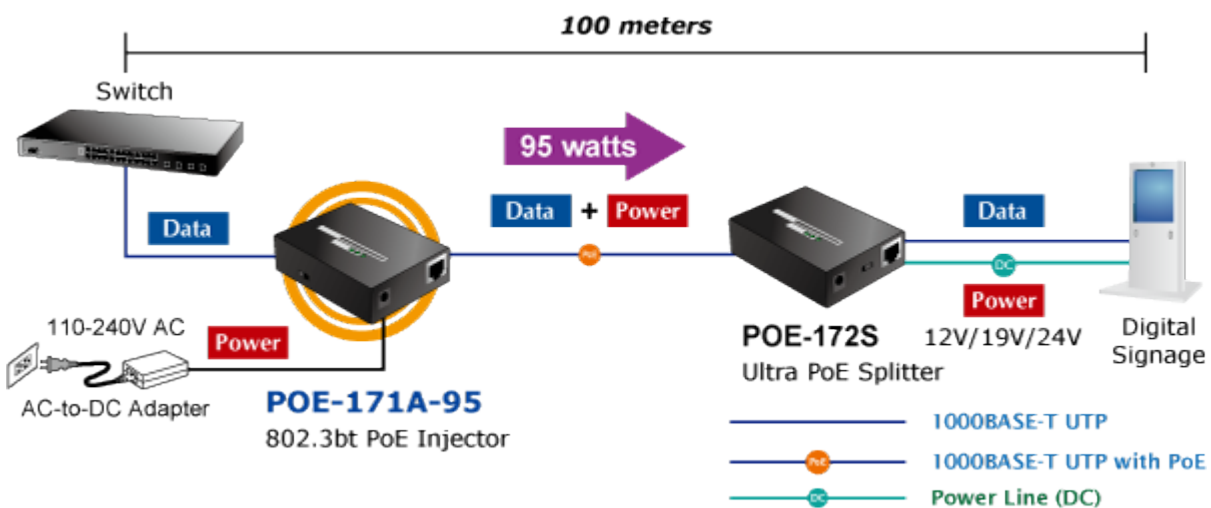 100 meters
Switch
95 watts
Data
Data + Power
Data
PoE
DC
110-240V AC
Power
Power
AC-to-DC Adapter
POE-171A-95
802.3bt PoE Injector
POE-172S
Ultra PoE Splitter
12V/19V/24V
Digital
Signage
1000BASE-T UTP
PoE
1000BASE-T UTP with PoE
DC
Power Line (DC)